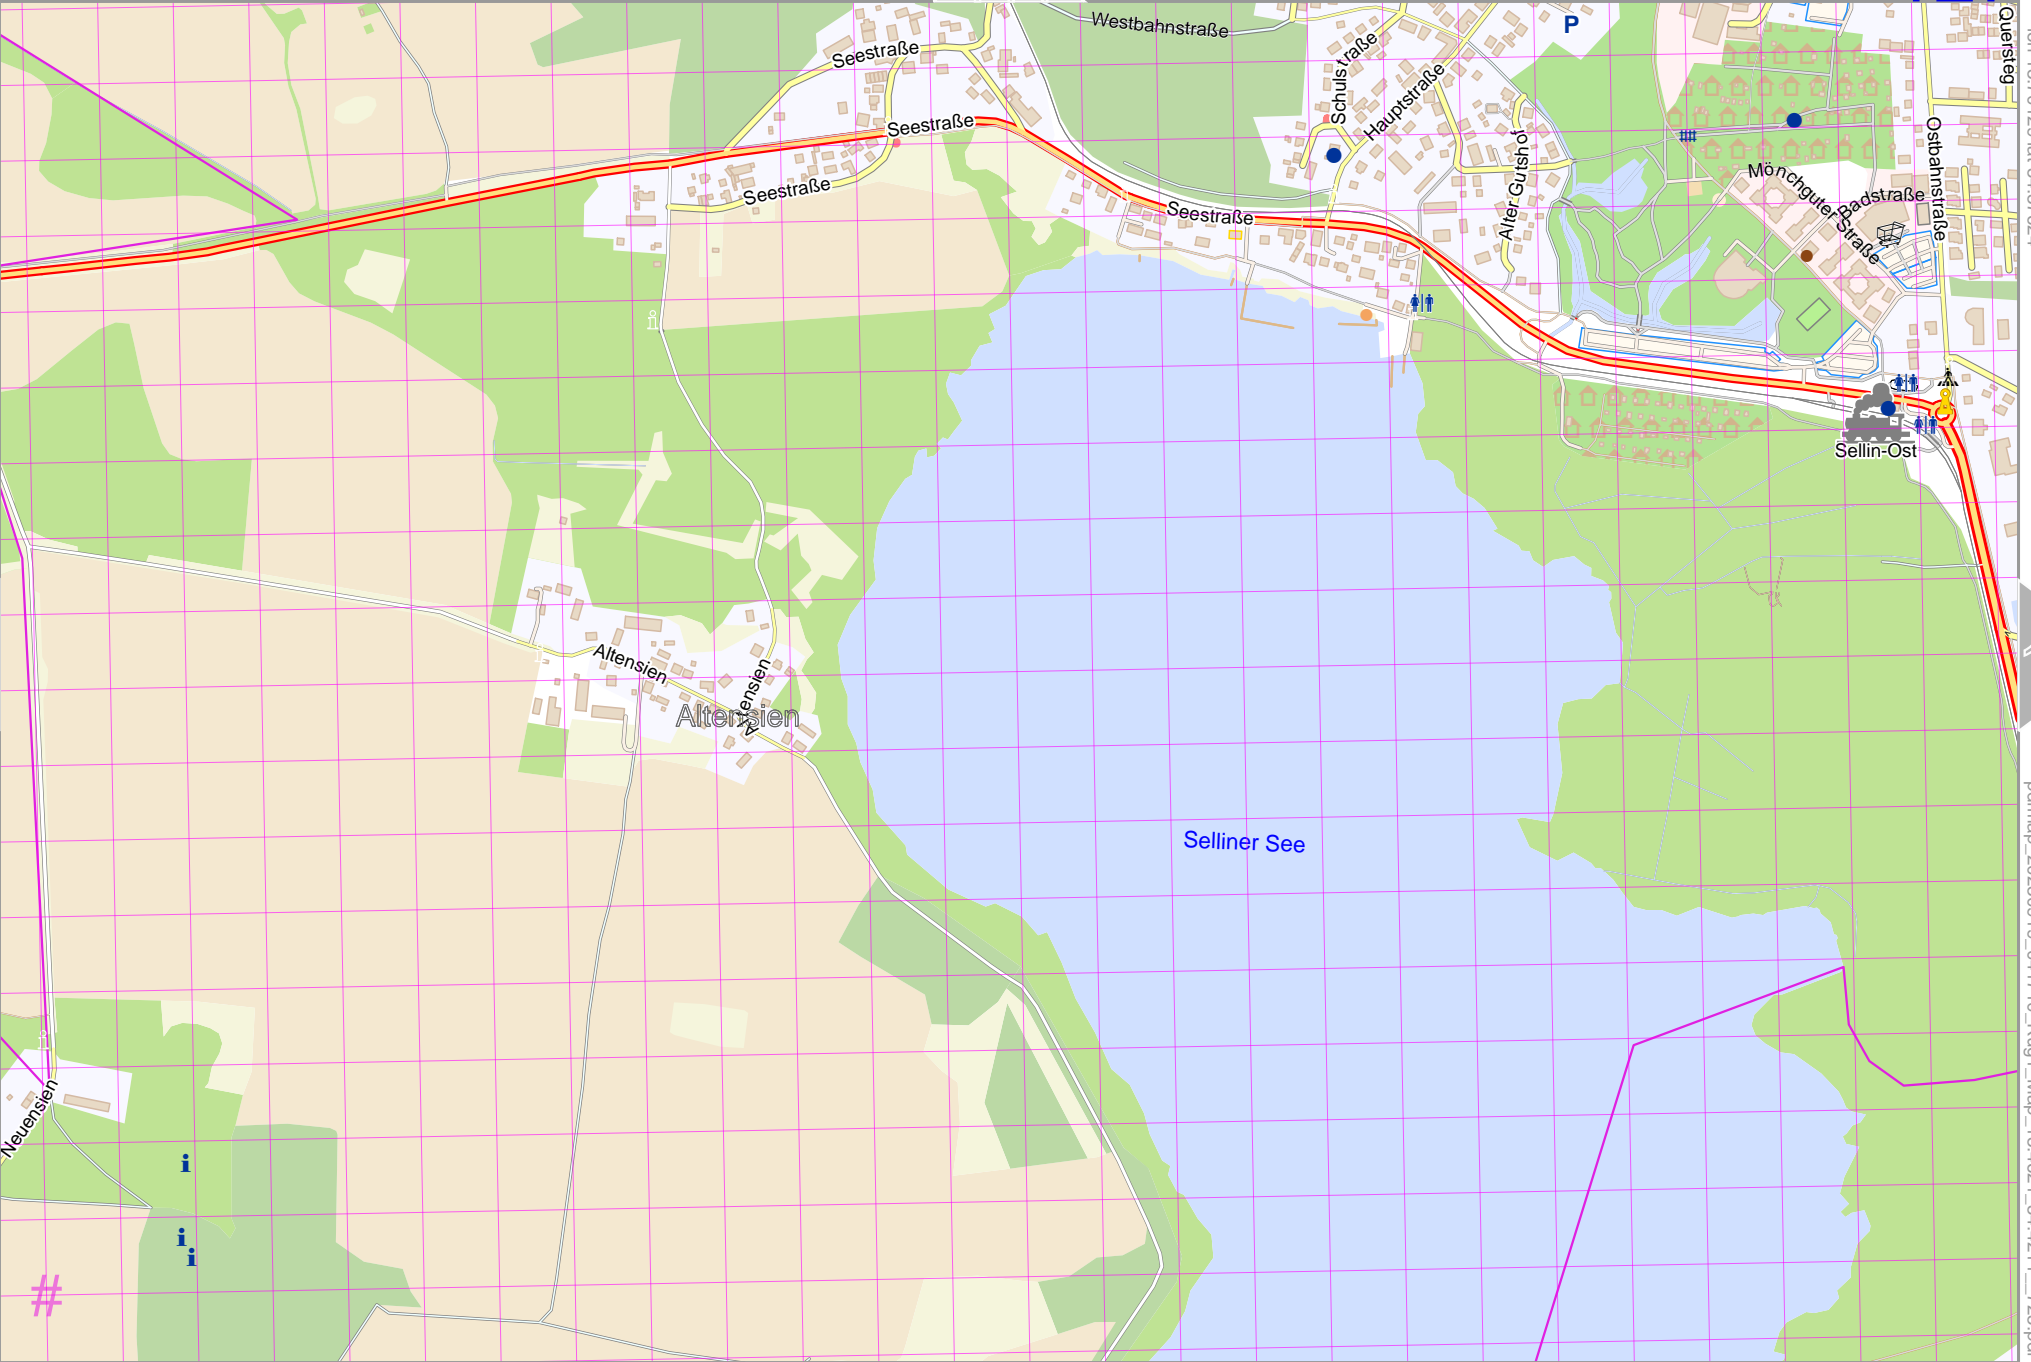 Westbahnstraße
P
Quersteg
Seestraße
Schulstraße
Hauptstraße
Seestraße
Alter Gutshof
Ostbahnstraße
Mönchguter Straße
Badstraße
Seestraße
Seestraße
i
Sellin-Ost
Altensien
Altensien
Altensien
Selliner See
i
Neuensien
i
i
i
#